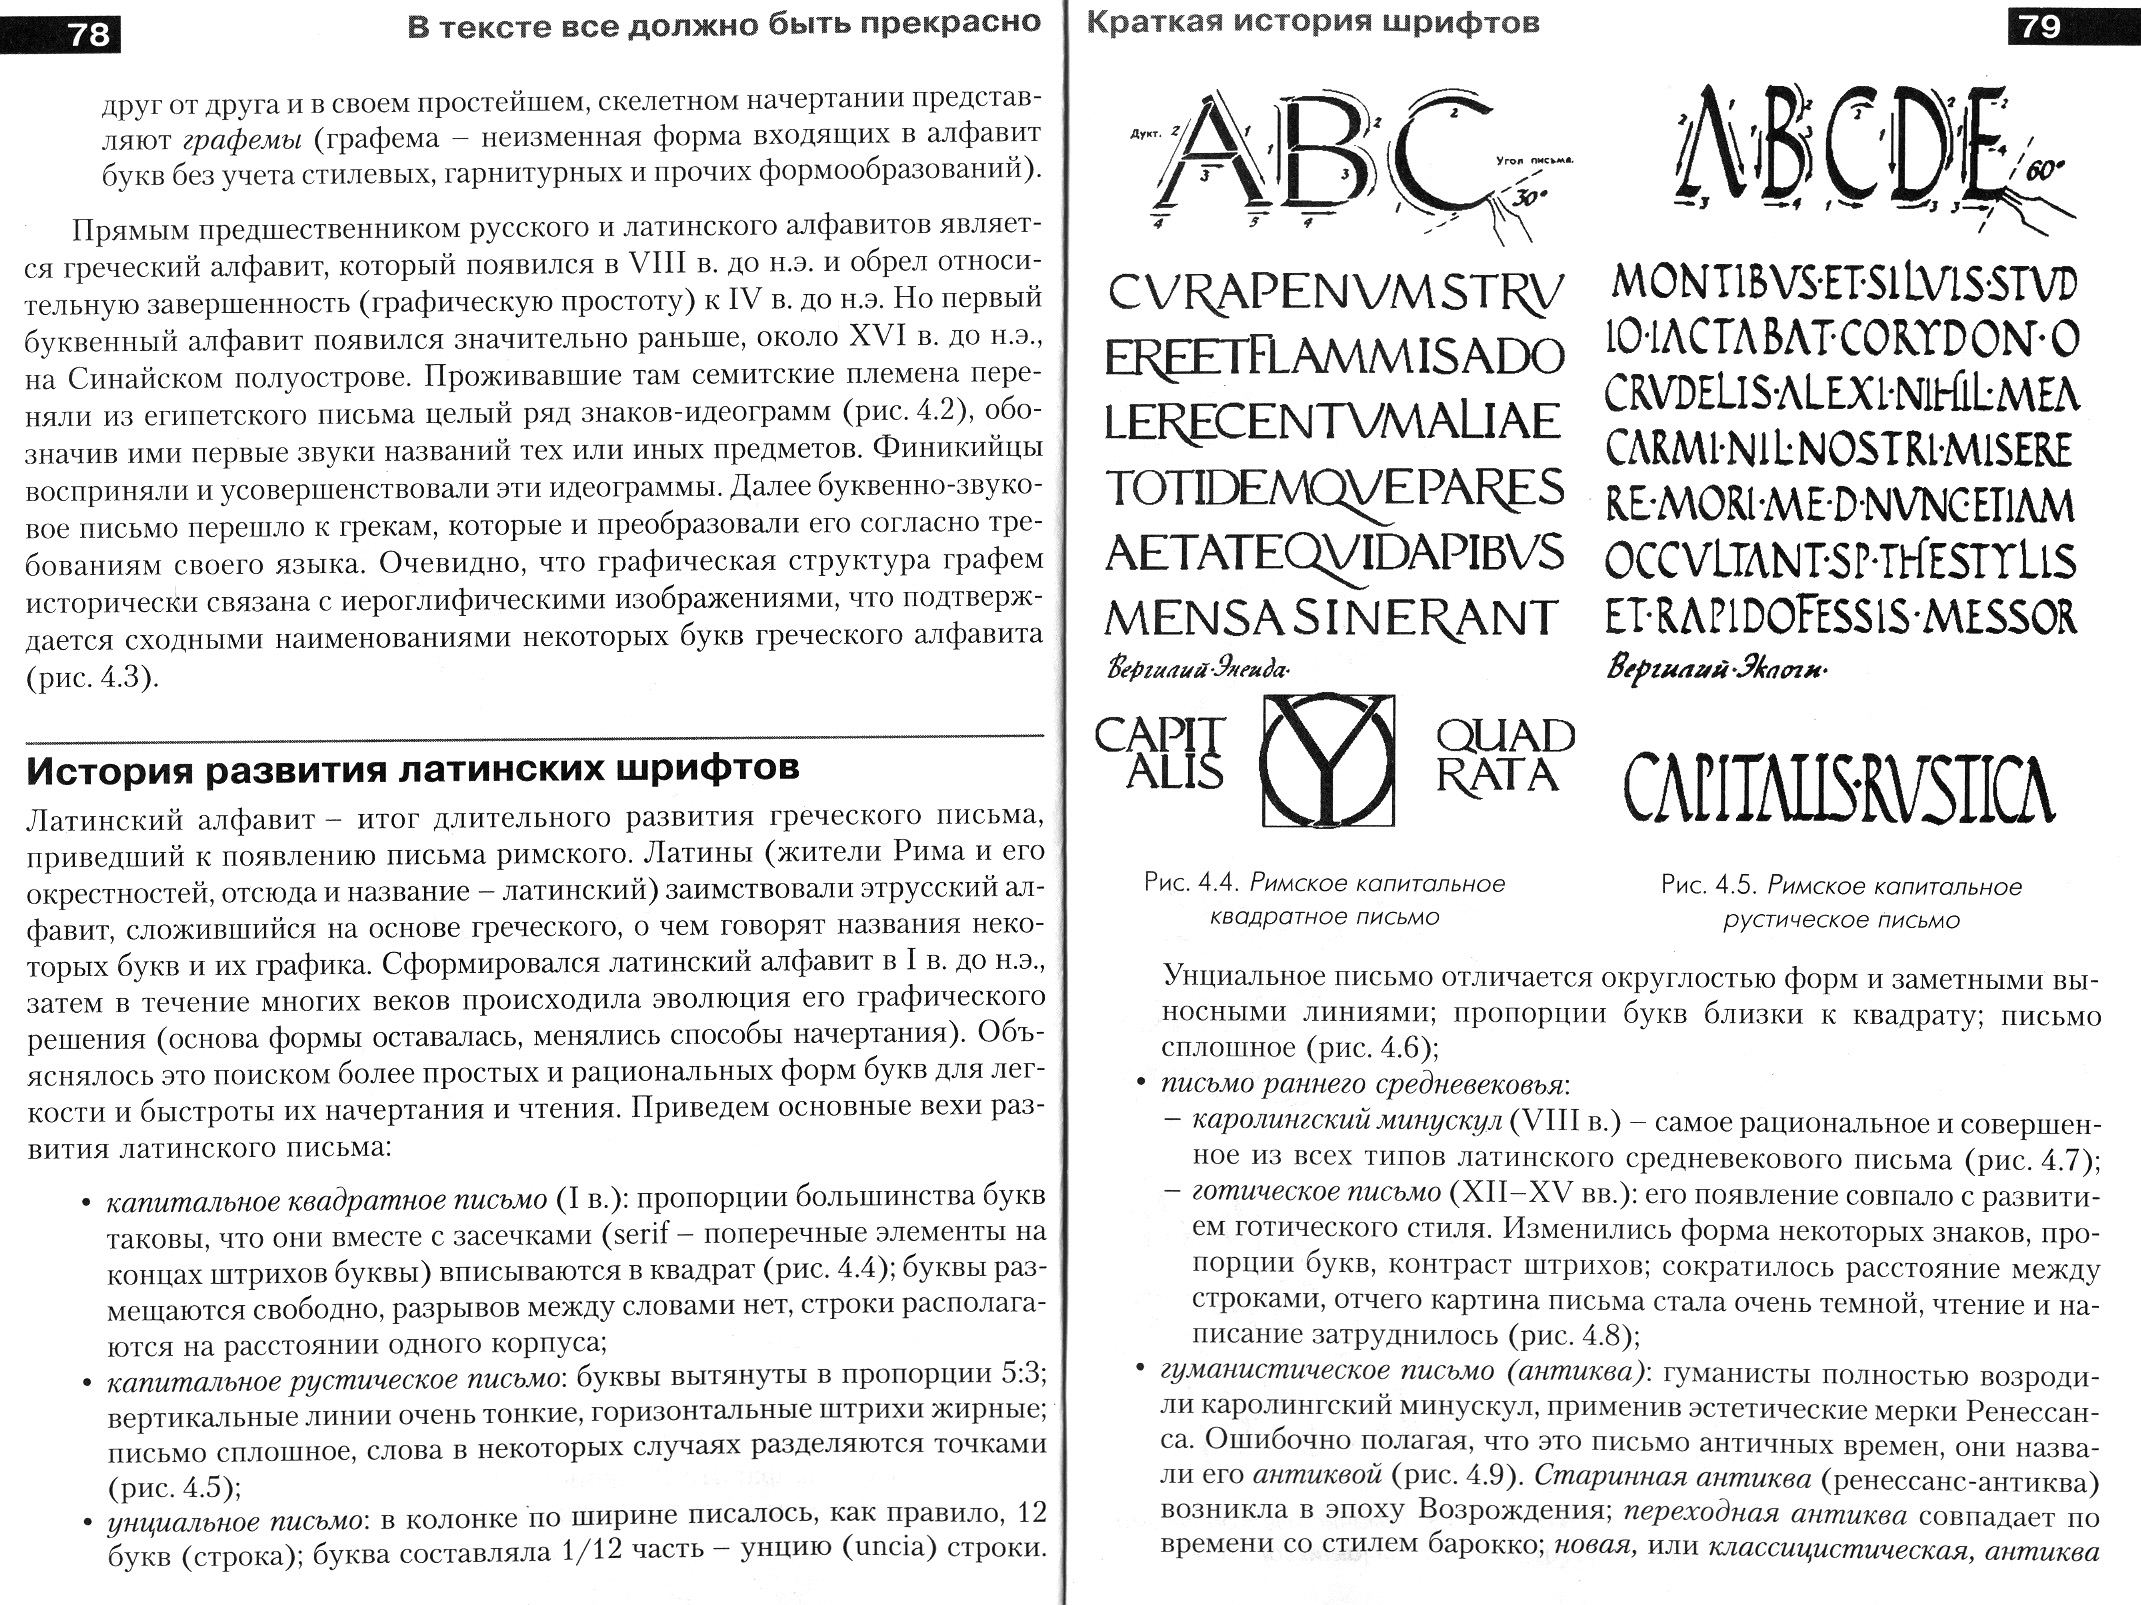 78
В тексте все должно быть прекрасно
друг от друга и в своем простейшем, скелетном начертании представ-
ляют графемы (графема – неизменная форма входящих в алфавит
букв без учета стилевых, гарнитурных и прочих формообразований).
Прямым предшественником русского и латинского алфавитов являет-
ся греческий алфавит, который появился в VIII в. до н.э. и обрел относи-
тельную завершенность (графическую простоту) к IV в. до н.э. Но первый
буквенный алфавит появился значительно раньше, около XVI в. до н.э.,
на Синайском полуострове. Проживавшие там семитские племена пере-
няли из египетского письма целый ряд знаков-идеограмм (рис. 4.2), обо-
значив ими первые звуки названий тех или иных предметов. Финикийцы
восприняли и усовершенствовали эти идеограммы. Далее буквенно-звуко-
вое письмо перешло к грекам, которые и преобразовали его согласно тре-
бованиям своего языка. Очевидно, что графическая структура графем
исторически связана с иероглифическими изображениями, что подтверж-
дается сходными наименованиями некоторых букв греческого алфавита
(рис. 4.3).
История развития латинских шрифтов
Латинский алфавит – итог длительного развития греческого письма,
приведший к появлению письма римского. Латины (жители Рима и его
окрестностей, отсюда и название – латинский) заимствовали этрусский ал-
фавит, сложившийся на основе греческого, о чем говорят названия неко-
торых букв и их графика. Сформировался латинский алфавит в I в. до н.э.,
затем в течение многих веков происходила эволюция его графического
решения (основа формы оставалась, менялись способы начертания). Объ-
яснялось это поиском более простых и рациональных форм букв для лег-
кости и быстроты их начертания и чтения. Приведем основные вехи раз-
вития латинского письма:
• капитальное квадратное письмо (I в.): пропорции большинства букв
таковы, что они вместе с засечками (serif – поперечные элементы на
концах штрихов буквы) вписываются в квадрат (рис. 4.4); буквы раз-
мещаются свободно, разрывов между словами нет, строки располага-
ются на расстоянии одного корпуса;
• капитальное рустическое письмо: буквы вытянуты в пропорции 5:3;
вертикальные линии очень тонкие, горизонтальные штрихи жирные;
письмо сплошное, слова в некоторых случаях разделяются точками
(рис. 4.5);
• унциальное письмо: в колонке по ширине писалось, как правило, 12
букв (строка); буква составляла 1/12 часть – унцию (uncia) строки.
Краткая история шрифтов
79
Дукт. 2 1 3 4 5 1 2 3 4 2 1
ABC
Угол письма.
30°
CVRAPENVMSTRV
EREETFLAMMISADO
LERECENTVMALIAE
TOTIDEMQVEPARES
AETATEQVIDAPIBVS
MENSASINERANT
Вергилий·Энеида·
CAPIT
ALIS
Y
QUAD
RATA
Рис. 4.4. Римское капитальное
квадратное письмо
ABCDE
60°
MONTIBVS·ET·SILVIS·STVD
IO·IACTABAT·CORYDON·O
CRVDELIS·ALEXI·NIHIL·MEA
CARMI·NIL·NOSTRI·MISERE
RE·MORI·ME·D·NVNC·ETIAM
OCCVLTANT·SP·THESTYLIS
ET·RAPIDOFESSIS·MESSOR
Вергилий·Эклоги·
CAPITALIS·RVSTICA
Рис. 4.5. Римское капитальное
рустическое письмо
Унциальное письмо отличается округлостью форм и заметными вы-
носными линиями; пропорции букв близки к квадрату; письмо
сплошное (рис. 4.6);
• письмо раннего средневековья:
– каролингский минускул (VIII в.) – самое рациональное и совершен-
ное из всех типов латинского средневекового письма (рис. 4.7);
– готическое письмо (XII–XV вв.): его появление совпало с развити-
ем готического стиля. Изменились форма некоторых знаков, про-
порции букв, контраст штрихов; сократилось расстояние между
строками, отчего картина письма стала очень темной, чтение и на-
писание затруднилось (рис. 4.8);
• гуманистическое письмо (антиква): гуманисты полностью возроди-
ли каролингский минускул, применив эстетические мерки Ренессан-
са. Ошибочно полагая, что это письмо античных времен, они назва-
ли его антиквой (рис. 4.9). Старинная антиква (ренессанс-антиква)
возникла в эпоху Возрождения; переходная антиква совпадает по
времени со стилем барокко; новая, или классицистическая, антиква